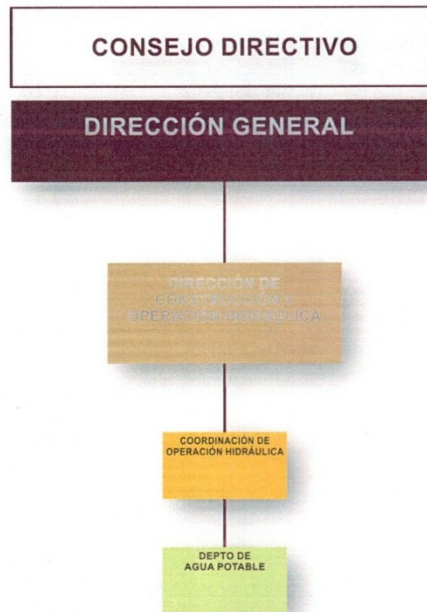 CONSEJO DIRECTIVO
DIRECCIÓN GENERAL
DIRECCIÓN DE
CONSTRUCCIÓN Y
OPERACIÓN HIDRÁULICA
COORDINACIÓN DE
OPERACIÓN HIDRÁULICA
DEPTO DE
AGUA POTABLE